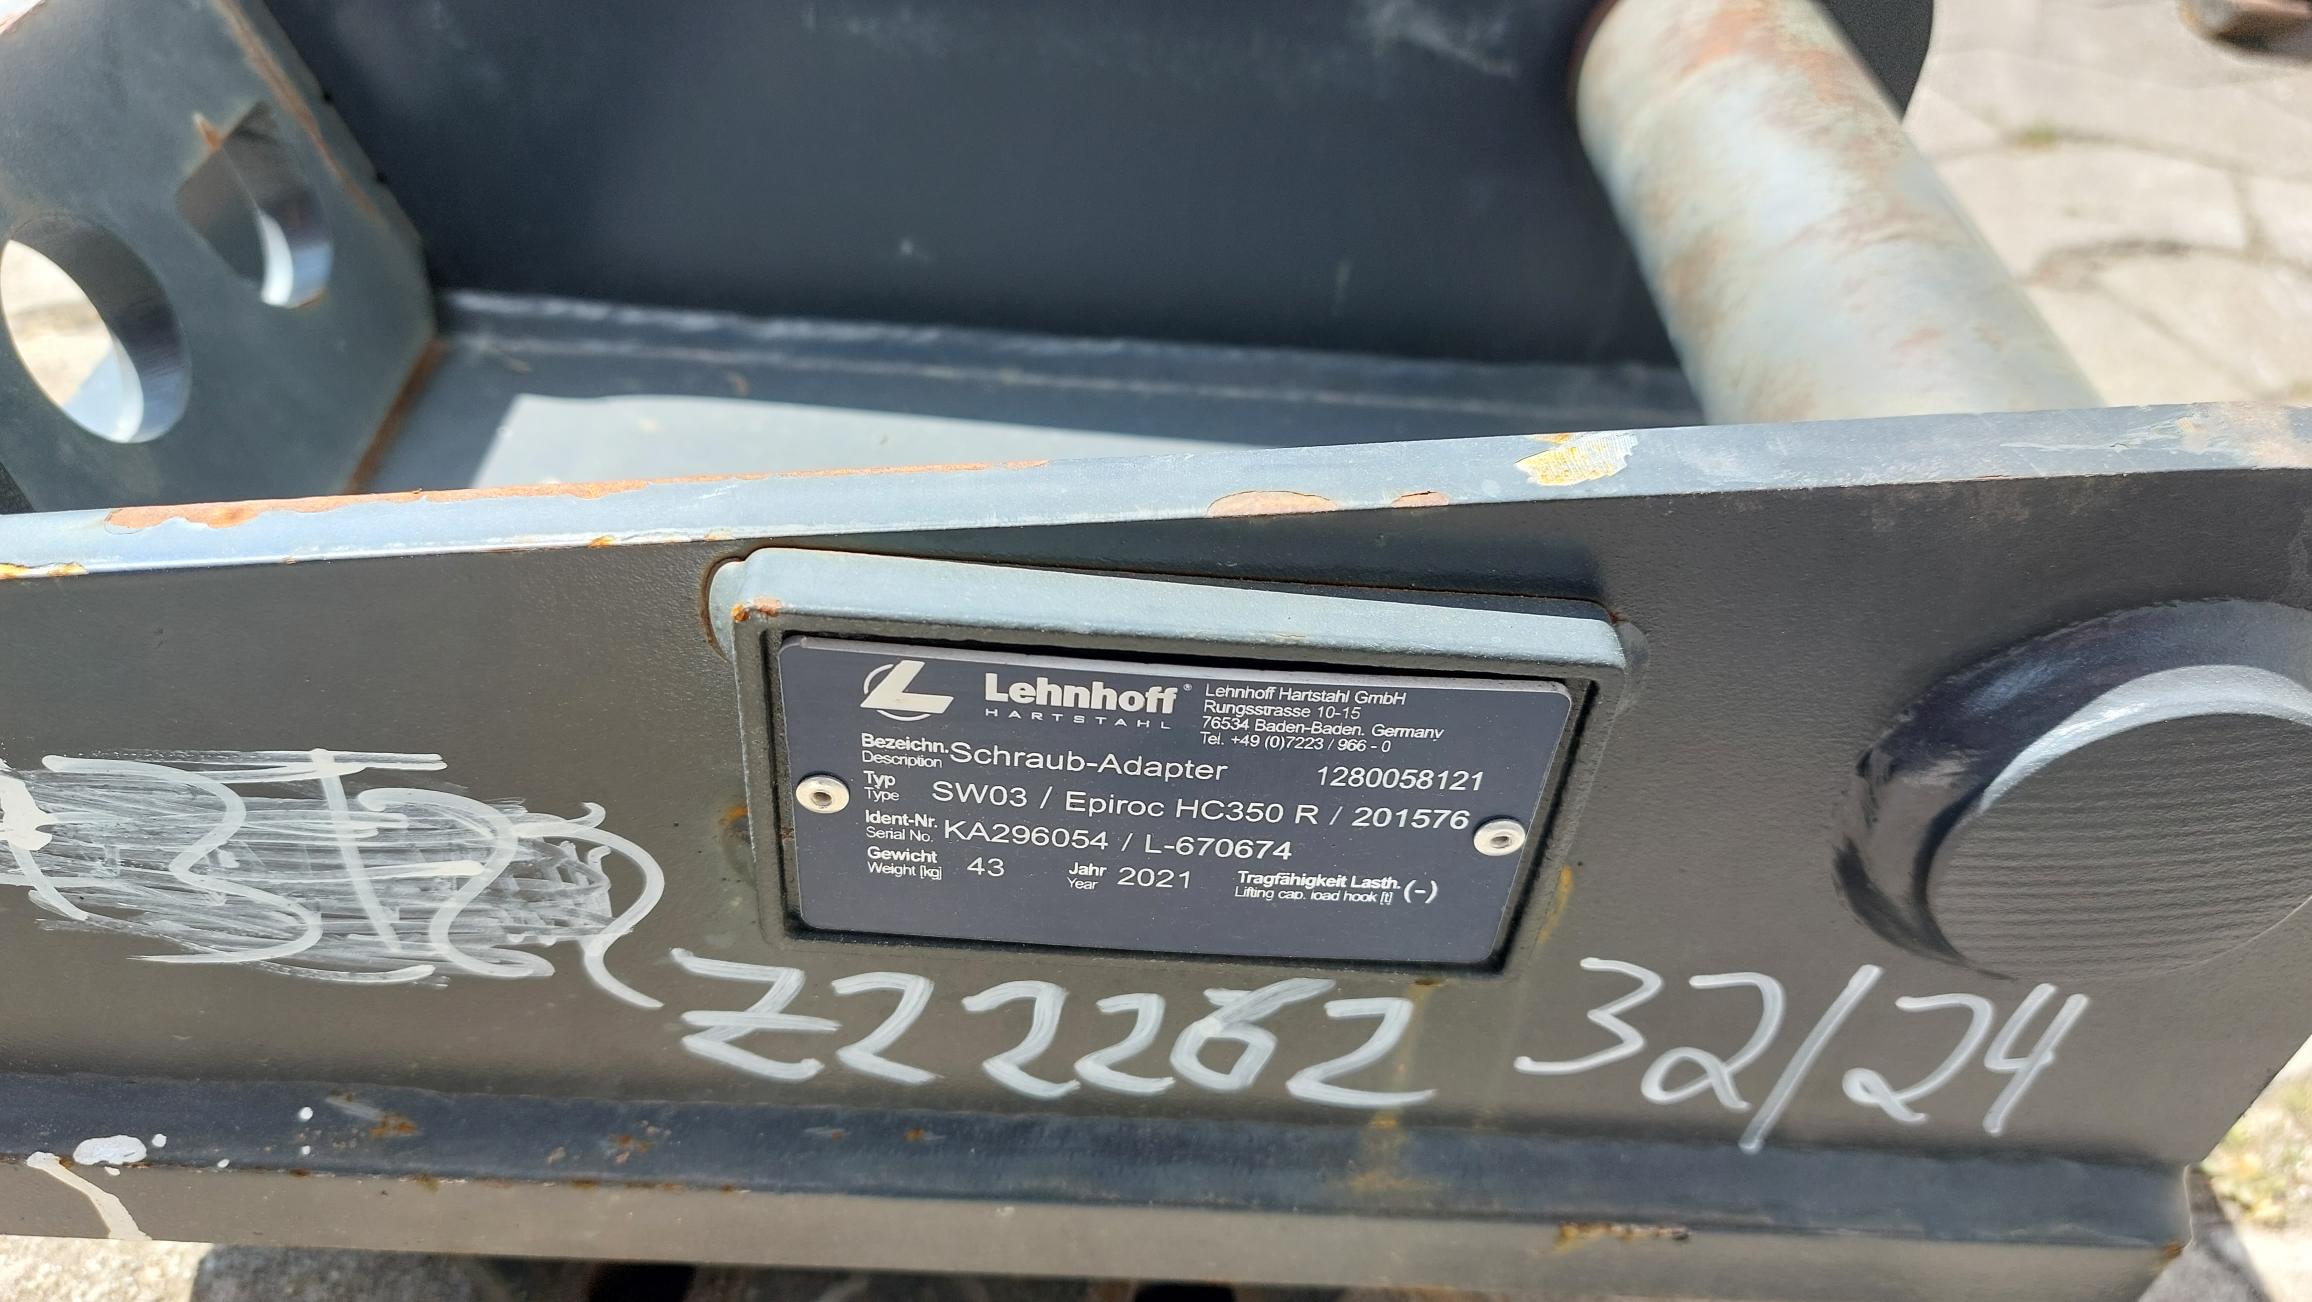 Lehnhoff®
HARTSTAHL
Lehnhoff Hartstahl GmbH
Rungsstrasse 10-15
76534 Baden-Baden. Germany
Tel. +49 (0)7223 / 966 - 0
Bezeichn. Schraub-Adapter 1280058121
Description
Typ SW03 / Epiroc HC350 R / 201576
Type
Ident-Nr. KA296054 / L-670674
Serial No.
Gewicht 43 Jahr 2021 Tragfähigkeit Lasth. (-)
Weight [kg] Year Lifting cap. load hook [t]
Z22262 32/24